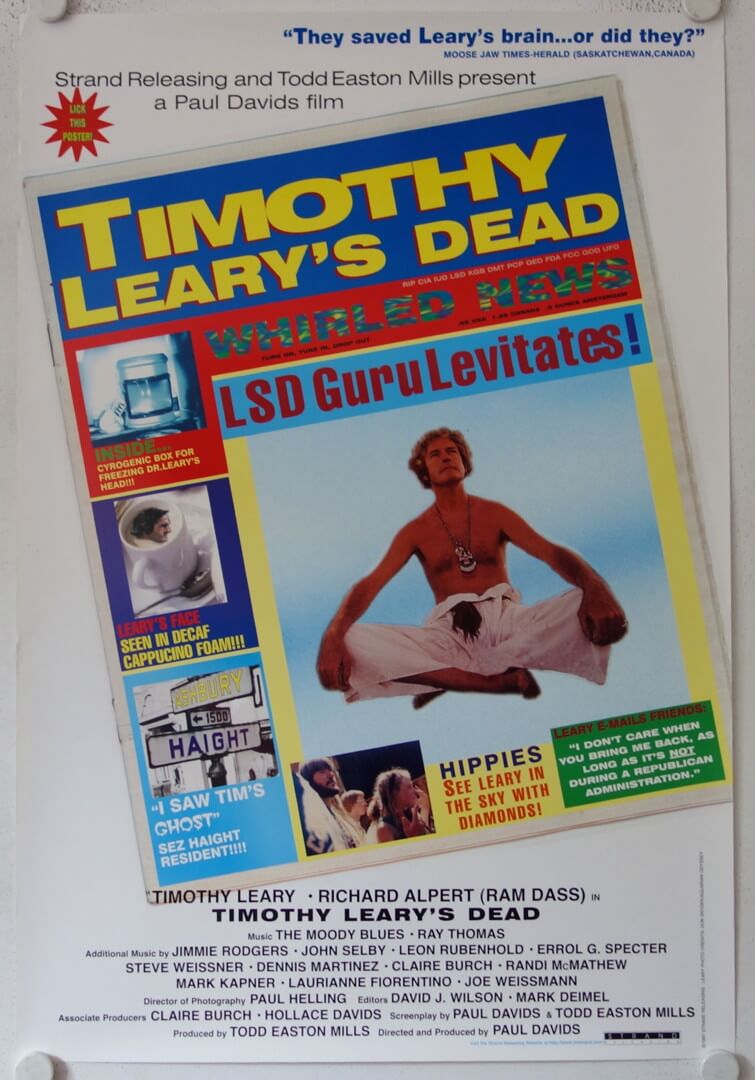 “They saved Leary’s brain...or did they?”
MOOSE JAW TIMES-HERALD (SASKATCHEWAN,CANADA)
Strand Releasing and Todd Easton Mills present
a Paul Davids film
LICK
THIS
POSTER!
TIMOTHY
LEARY’S DEAD
RIP CIA IUD LSD KGB DMT PCP QED FDA FCC GOD UFO
WHIRLED NEWS
TURN ON, TUNE IN, DROP OUT
LSD Guru Levitates!
INSIDE....
CYROGENIC BOX FOR
FREEZING DR.LEARY’S
HEAD!!!
LEARY’S FACE
SEEN IN DECAF
CAPPUCINO FOAM!!!
ASHBURY
← 1500
HAIGHT
“I SAW TIM’S
GHOST”
SEZ HAIGHT
RESIDENT!!!!
HIPPIES
SEE LEARY IN
THE SKY WITH
DIAMONDS!
LEARY E-MAILS FRIENDS:
“I DON’T CARE WHEN
YOU BRING ME BACK, AS
LONG AS IT’S NOT
DURING A REPUBLICAN
ADMINISTRATION.”
TIMOTHY LEARY · RICHARD ALPERT (RAM DASS) IN
TIMOTHY LEARY’S DEAD
Music THE MOODY BLUES · RAY THOMAS
Additional Music by JIMMIE RODGERS · JOHN SELBY · LEON RUBENHOLD · ERROL G. SPECTER
STEVE WEISSNER · DENNIS MARTINEZ · CLAIRE BURCH · RANDI McMATHEW
MARK KAPNER · LAURIANNE FIORENTINO · JOE WEISSMANN
Director of Photography PAUL HELLING Editors DAVID J. WILSON · MARK DEIMEL
Associate Producers CLAIRE BURCH · HOLLACE DAVIDS Screenplay by PAUL DAVIDS & TODD EASTON MILLS
Produced by TODD EASTON MILLS Directed and Produced by PAUL DAVIDS
STRAND